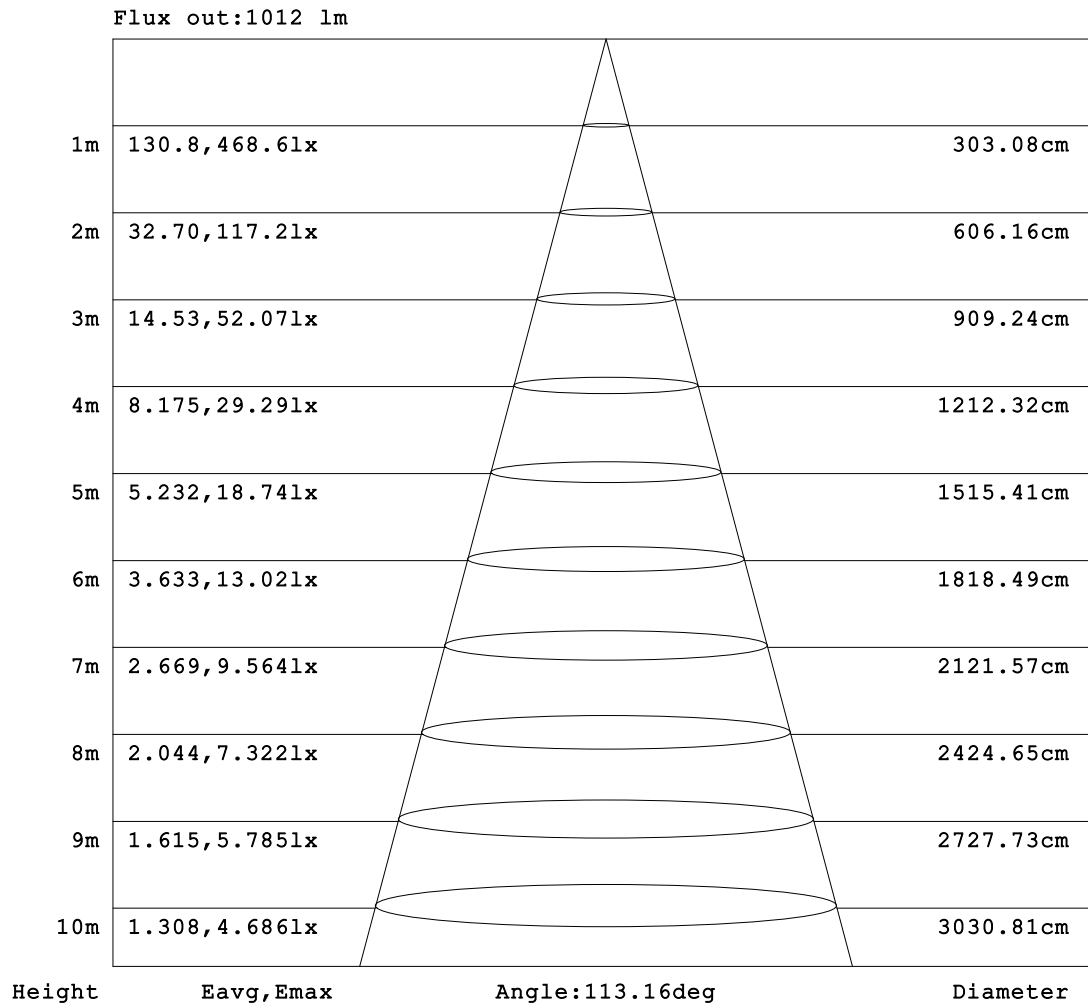 Flux out:1012 lm
1m 130.8,468.6lx 303.08cm
2m 32.70,117.2lx 606.16cm
3m 14.53,52.07lx 909.24cm
4m 8.175,29.29lx 1212.32cm
5m 5.232,18.74lx 1515.41cm
6m 3.633,13.02lx 1818.49cm
7m 2.669,9.564lx 2121.57cm
8m 2.044,7.322lx 2424.65cm
9m 1.615,5.785lx 2727.73cm
10m 1.308,4.686lx 3030.81cm
Height Eavg,Emax Angle:113.16deg Diameter